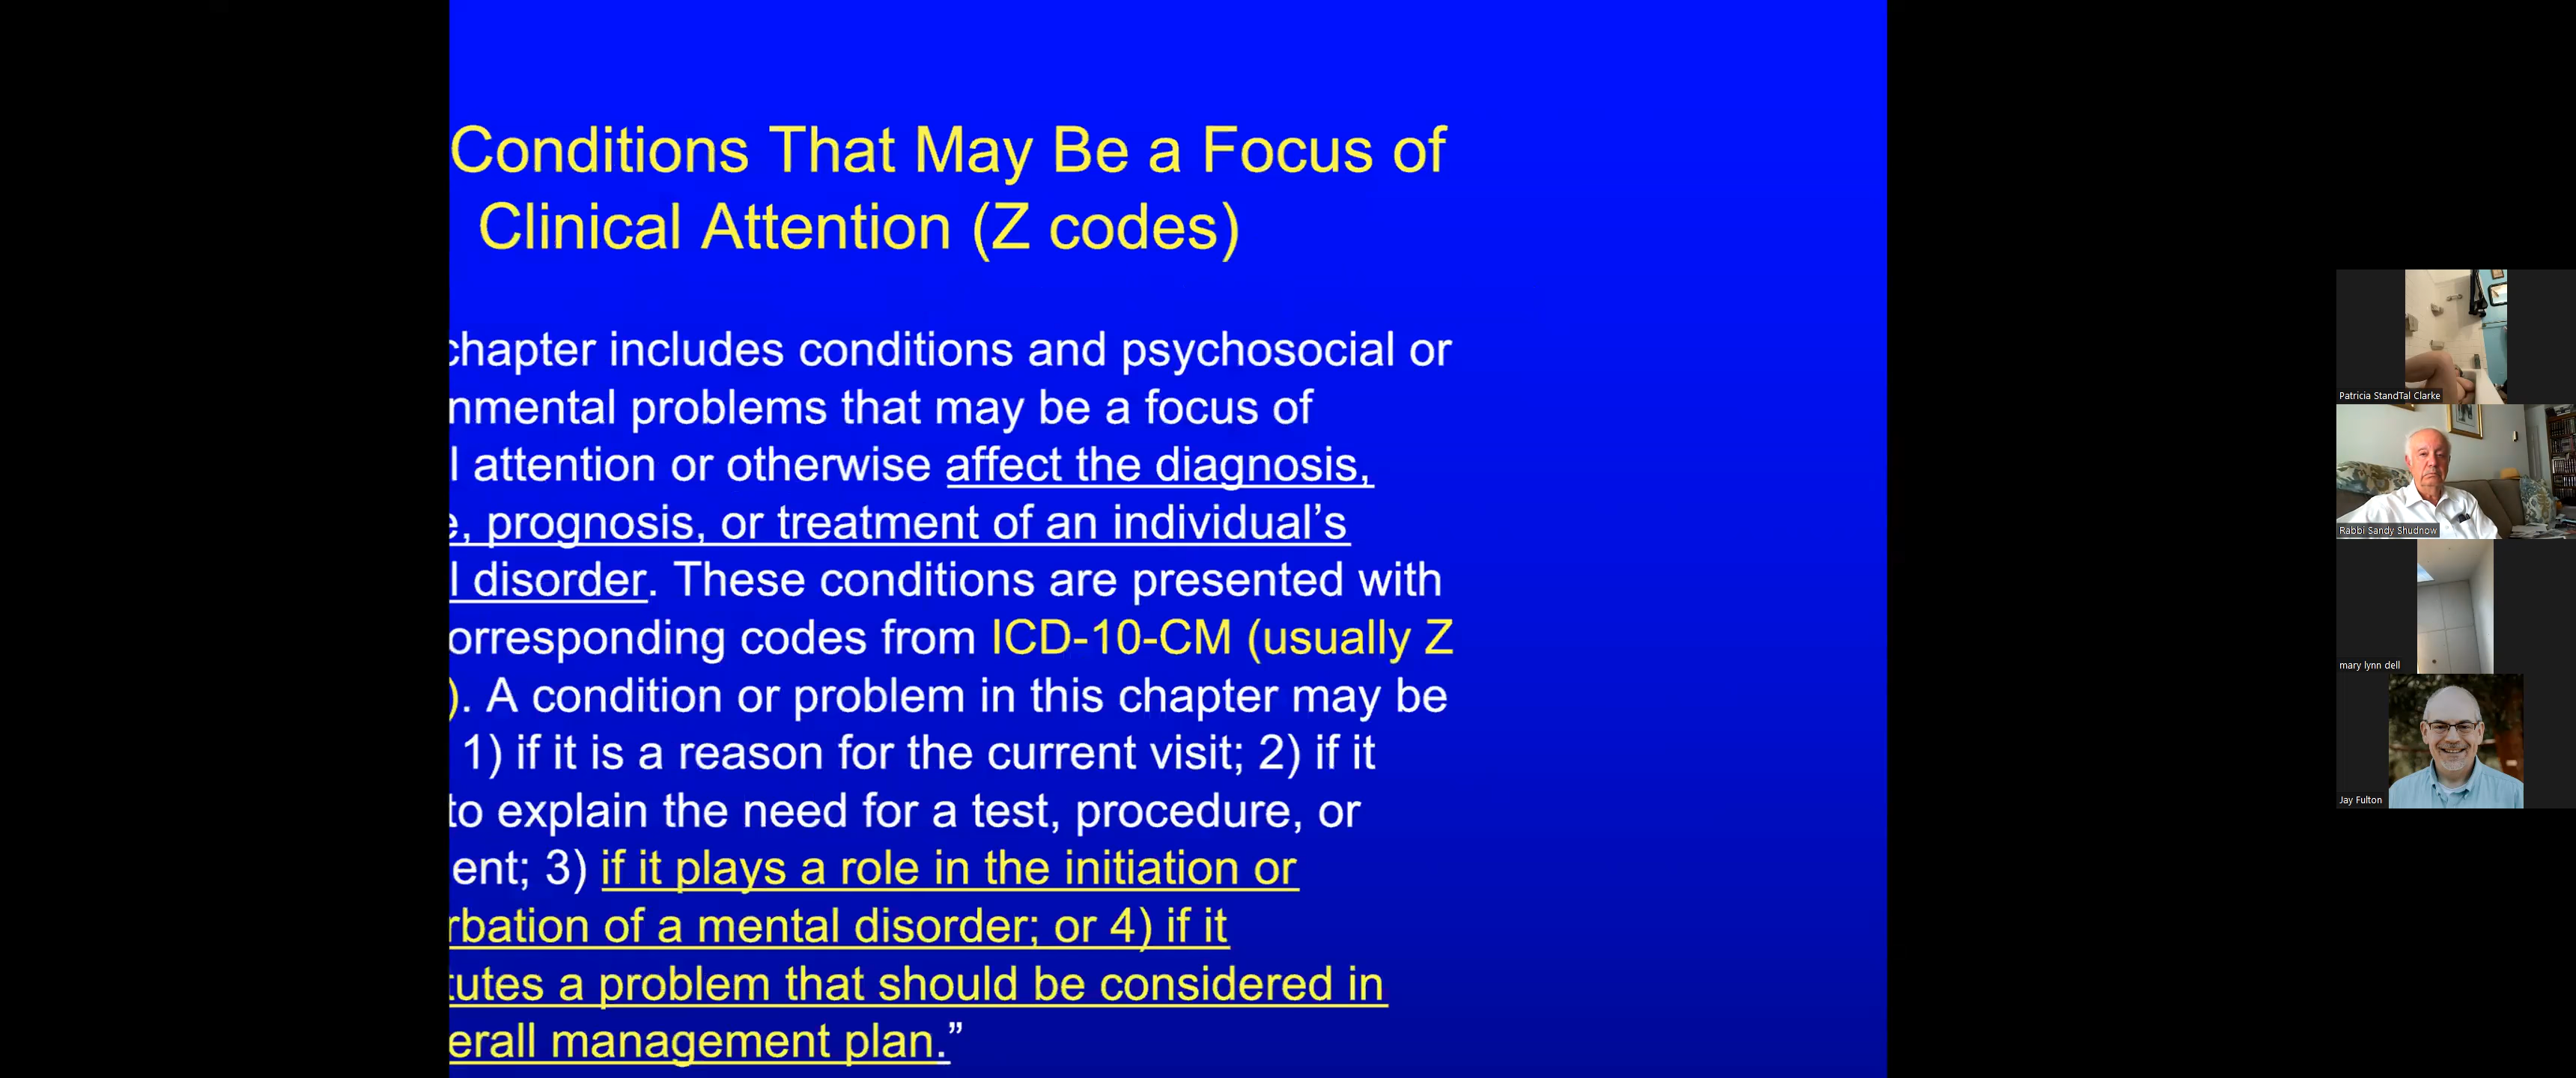 Conditions That May Be a Focus of
Clinical Attention (Z codes)
chapter includes conditions and psychosocial or
nmental problems that may be a focus of
l attention or otherwise affect the diagnosis,
e, prognosis, or treatment of an individual’s
l disorder. These conditions are presented with
orresponding codes from ICD-10-CM (usually Z
). A condition or problem in this chapter may be
1) if it is a reason for the current visit; 2) if it
to explain the need for a test, procedure, or
ent; 3) if it plays a role in the initiation or
rbation of a mental disorder; or 4) if it
tutes a problem that should be considered in
erall management plan.”
Patricia StandTal Clarke
Rabbi Sandy Shudnow
mary lynn dell
Jay Fulton